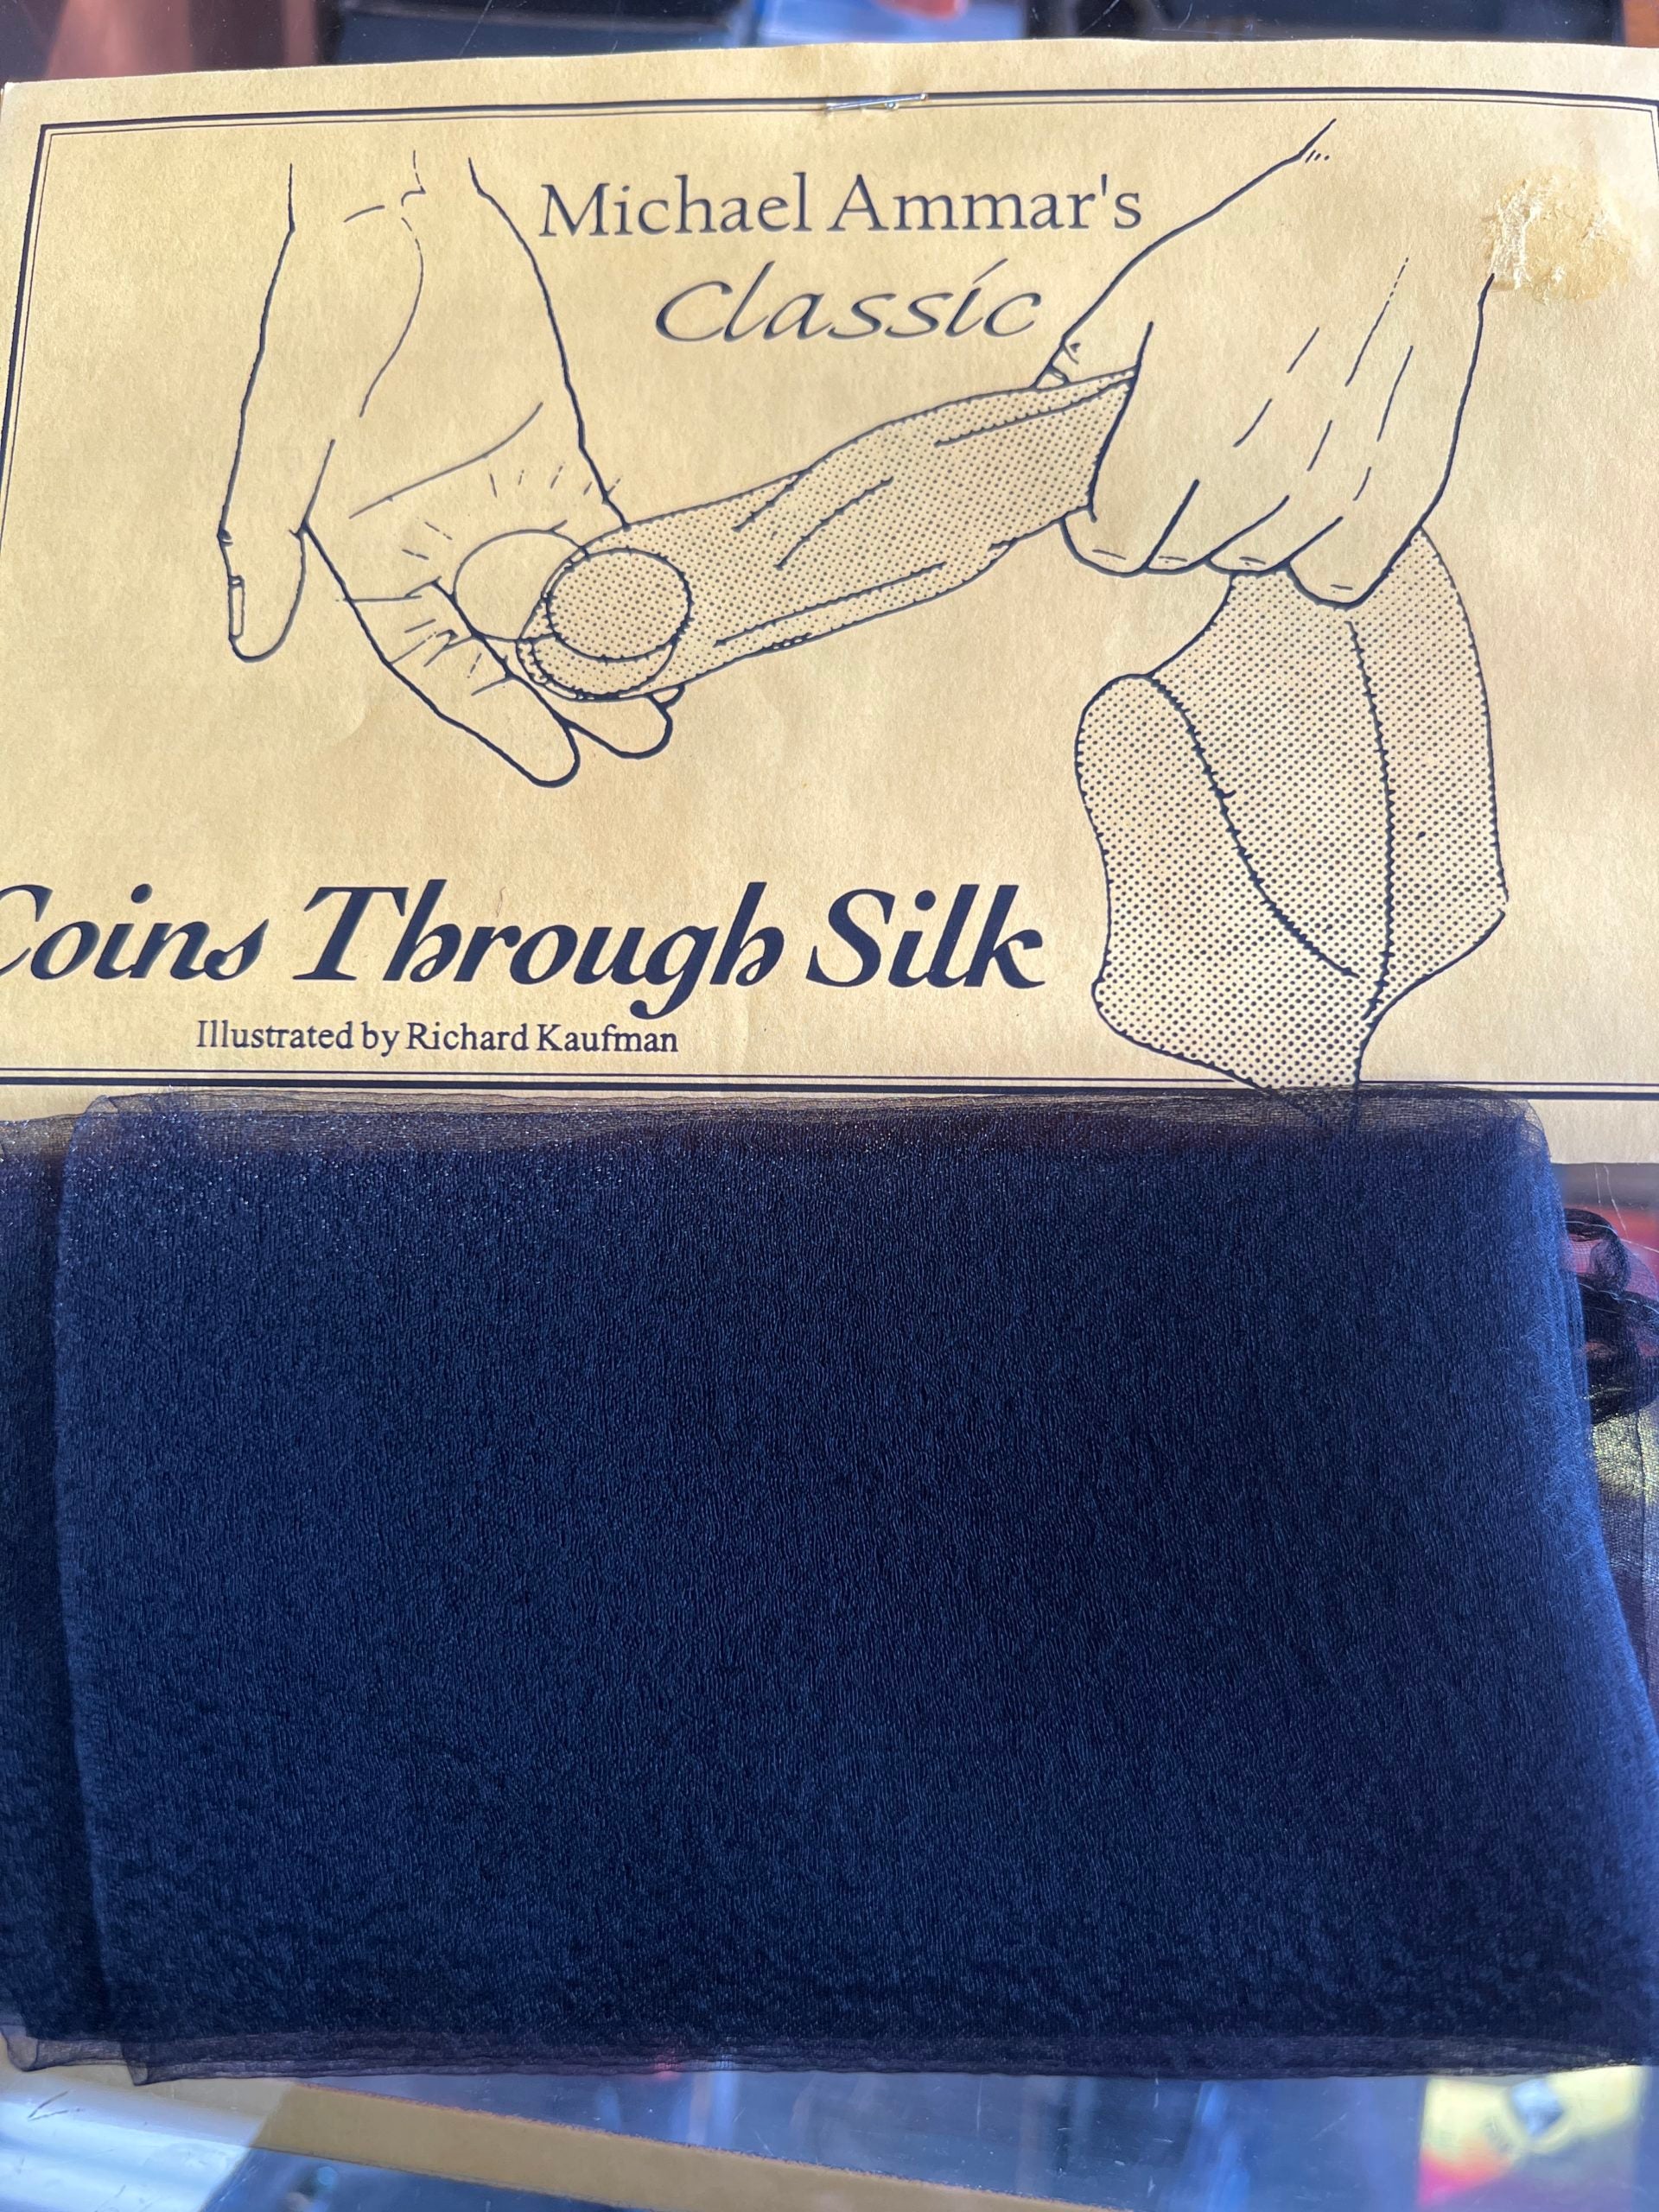 Michael Ammar's
Classic
Coins Through Silk
Illustrated by Richard Kaufman